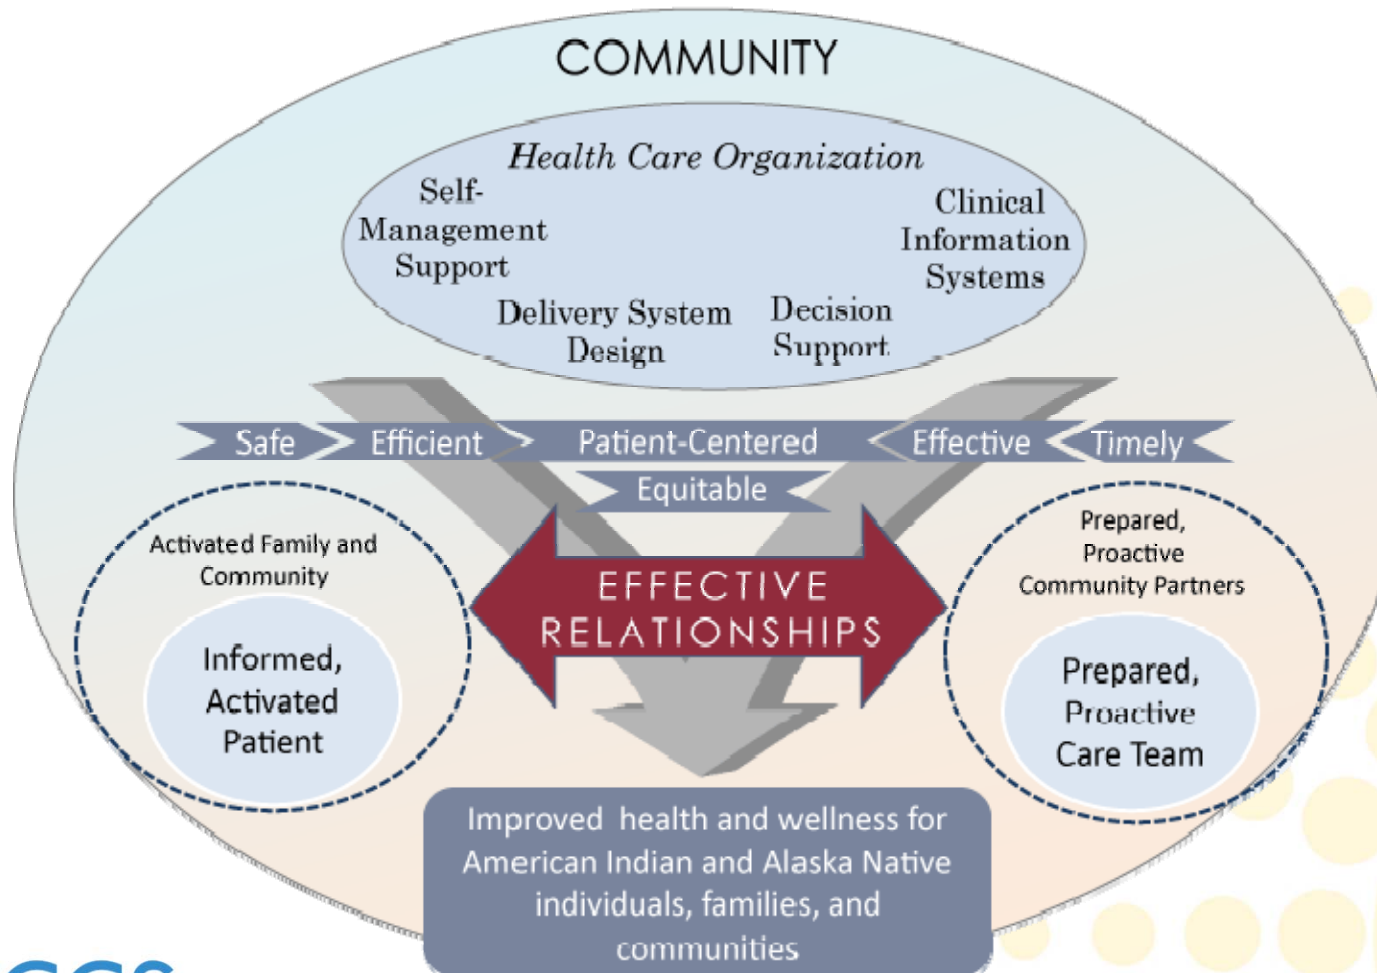 COMMUNITY
Health Care Organization
Self-
Management
Support
Clinical
Information
Systems
Delivery System
Design
Decision
Support
Safe
Efficient
Patient-Centered
Effective
Timely
Equitable
Activated Family and
Community
Informed,
Activated
Patient
EFFECTIVE
RELATIONSHIPS
Prepared,
Proactive
Community Partners
Prepared,
Proactive
Care Team
Improved health and wellness for
American Indian and Alaska Native
individuals, families, and
communities